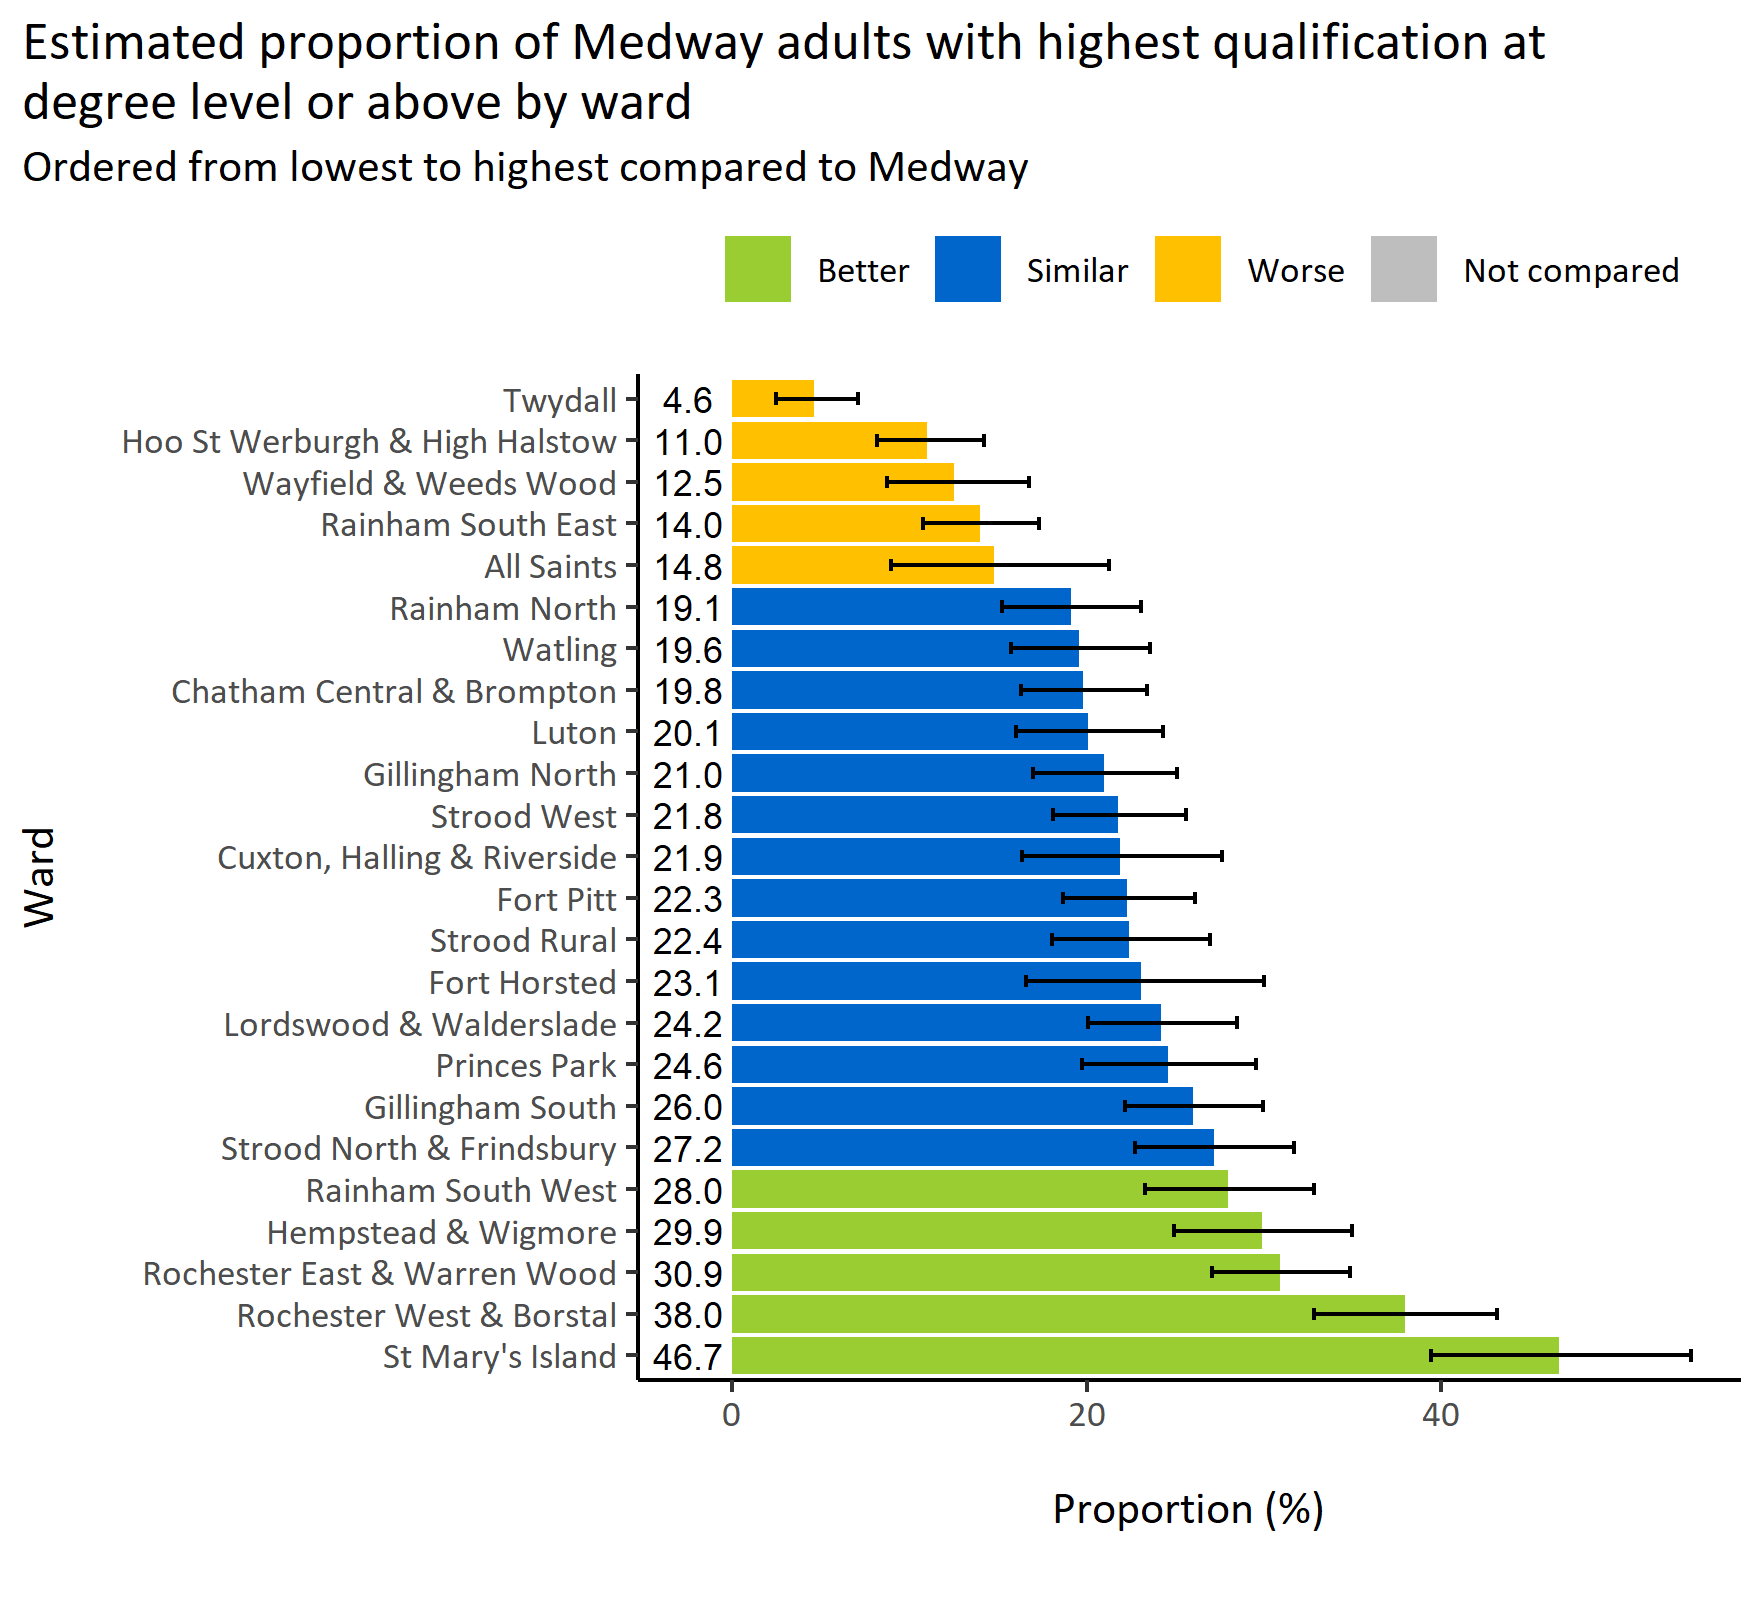 Estimated proportion of Medway adults with highest qualification at
degree level or above by ward
Ordered from lowest to highest compared to Medway
Better Similar Worse Not compared
Twydall 4.6
Hoo St Werburgh & High Halstow 11.0
Wayfield & Weeds Wood 12.5
Rainham South East 14.0
All Saints 14.8
Rainham North 19.1
Watling 19.6
Chatham Central & Brompton 19.8
Luton 20.1
Gillingham North 21.0
Strood West 21.8
Cuxton, Halling & Riverside 21.9
Fort Pitt 22.3
Strood Rural 22.4
Fort Horsted 23.1
Lordswood & Walderslade 24.2
Princes Park 24.6
Gillingham South 26.0
Strood North & Frindsbury 27.2
Rainham South West 28.0
Hempstead & Wigmore 29.9
Rochester East & Warren Wood 30.9
Rochester West & Borstal 38.0
St Mary's Island 46.7
Ward
0 20 40
Proportion (%)